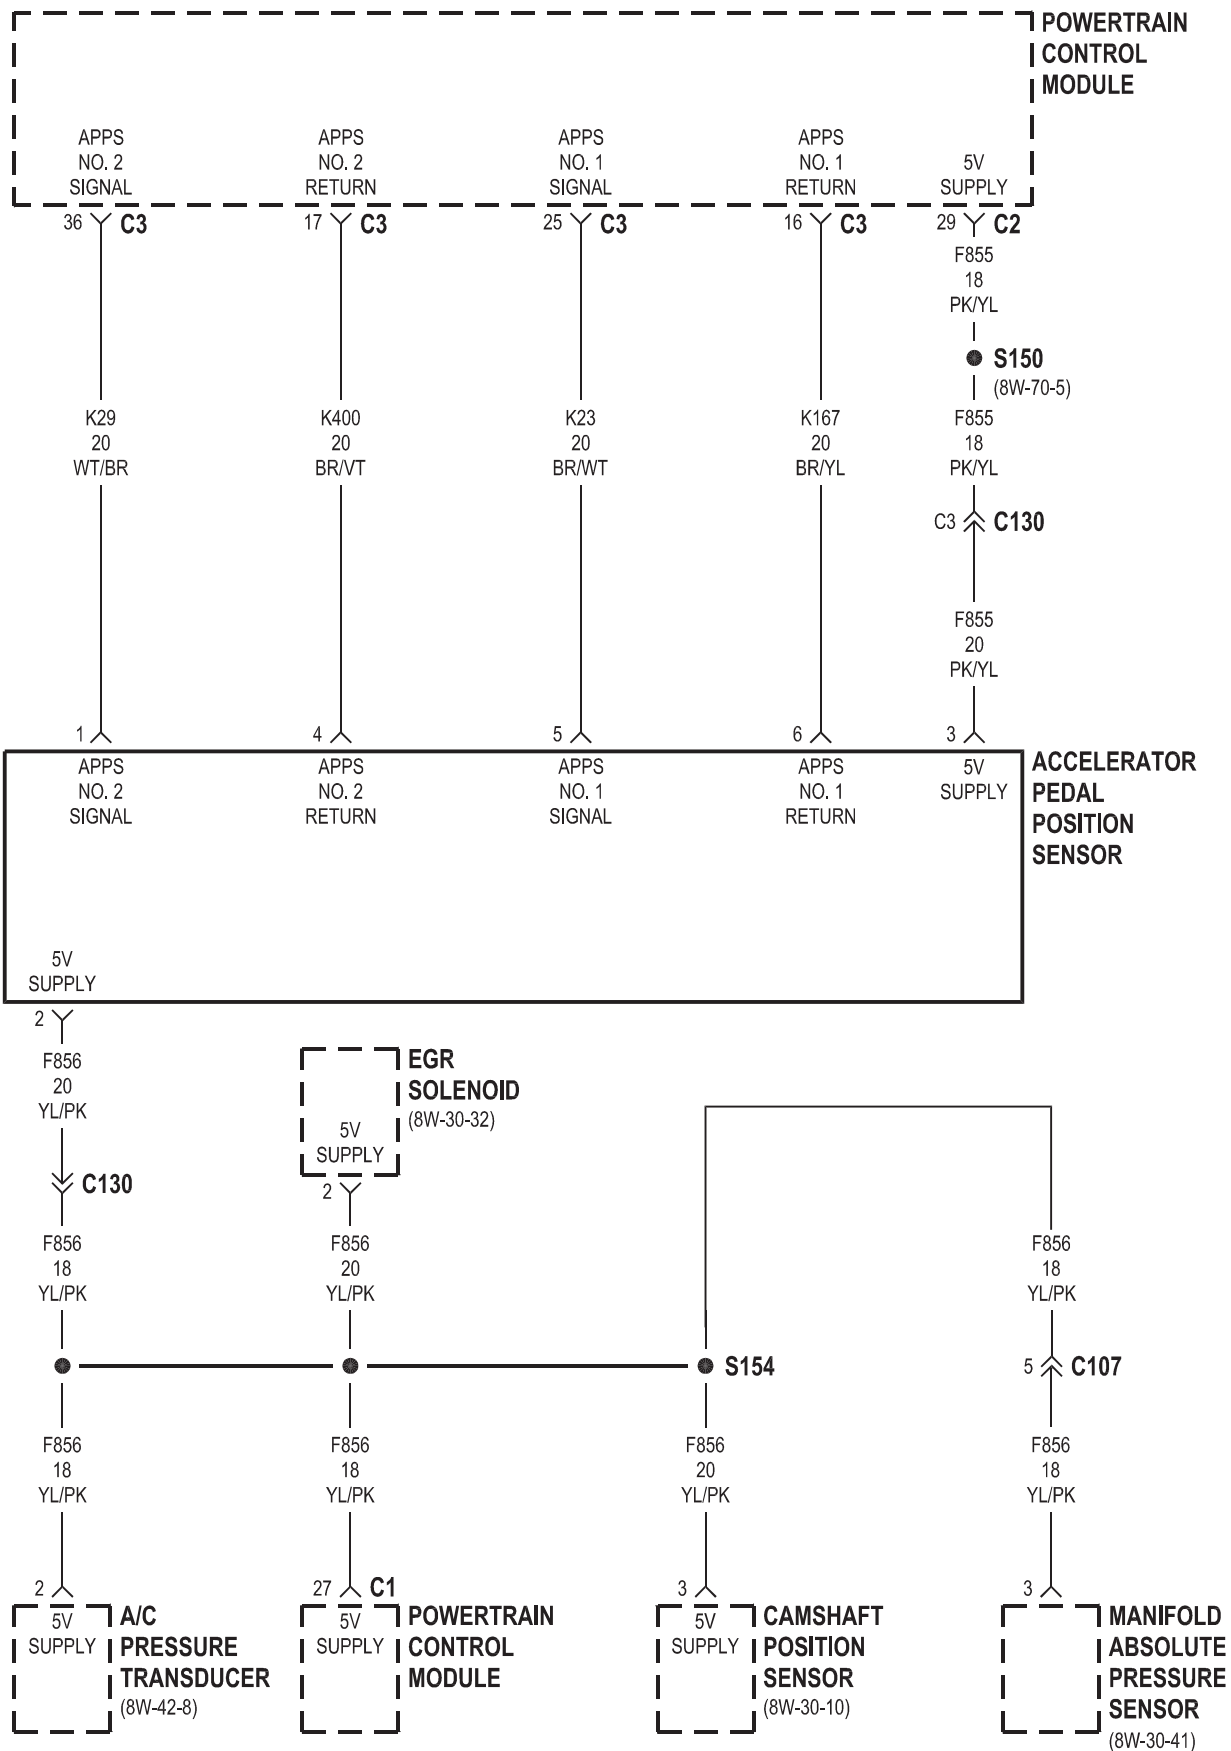 POWERTRAIN
CONTROL
MODULE
APPS
NO. 2
SIGNAL
APPS
NO. 2
RETURN
APPS
NO. 1
SIGNAL
APPS
NO. 1
RETURN
5V
SUPPLY
36 C3
17 C3
25 C3
16 C3
29 C2
F855
18
PK/YL
S150
(8W-70-5)
K29
20
WT/BR
K400
20
BR/VT
K23
20
BR/WT
K167
20
BR/YL
F855
18
PK/YL
C3 C130
F855
20
PK/YL
1
4
5
6
3
APPS
NO. 2
SIGNAL
APPS
NO. 2
RETURN
APPS
NO. 1
SIGNAL
APPS
NO. 1
RETURN
5V
SUPPLY
ACCELERATOR
PEDAL
POSITION
SENSOR
5V
SUPPLY
2
F856
20
YL/PK
C130
F856
18
YL/PK
EGR
SOLENOID
(8W-30-32)
5V
SUPPLY
2
F856
20
YL/PK
F856
18
YL/PK
S154
5 C107
F856
18
YL/PK
F856
18
YL/PK
F856
20
YL/PK
F856
18
YL/PK
2
27 C1
3
3
5V
SUPPLY
A/C
PRESSURE
TRANSDUCER
(8W-42-8)
5V
SUPPLY
POWERTRAIN
CONTROL
MODULE
5V
SUPPLY
CAMSHAFT
POSITION
SENSOR
(8W-30-10)
MANIFOLD
ABSOLUTE
PRESSURE
SENSOR
(8W-30-41)